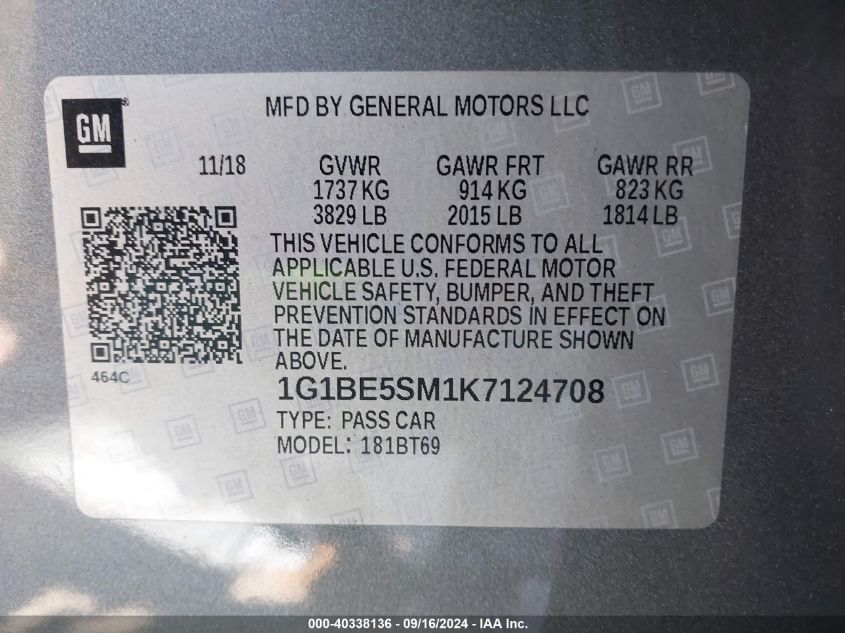 GM®
MFD BY GENERAL MOTORS LLC
11/18 GVWR GAWR FRT GAWR RR
1737 KG 914 KG 823 KG
3829 LB 2015 LB 1814 LB
THIS VEHICLE CONFORMS TO ALL
APPLICABLE U.S. FEDERAL MOTOR
VEHICLE SAFETY, BUMPER, AND THEFT
PREVENTION STANDARDS IN EFFECT ON
THE DATE OF MANUFACTURE SHOWN
ABOVE.
464C
1G1BE5SM1K7124708
TYPE: PASS CAR
MODEL: 181BT69
000-40338136 - 09/16/2024 - IAA Inc.